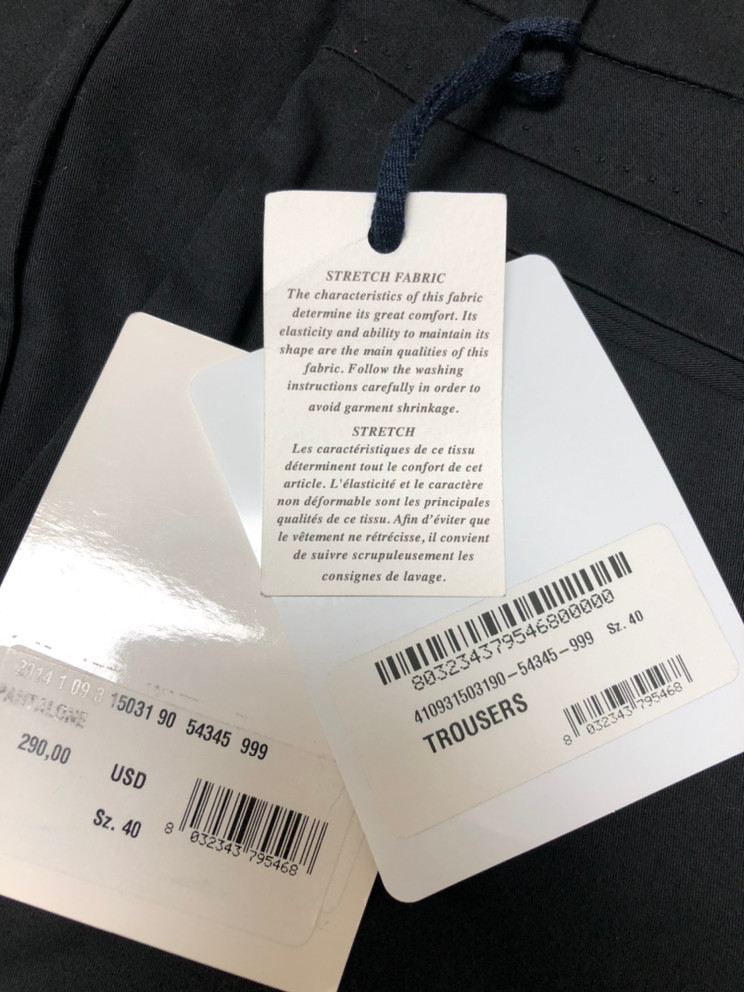 STRETCH FABRIC
The characteristics of this fabric
determine its great comfort. Its
elasticity and ability to maintain its
shape are the main qualities of this
fabric. Follow the washing
instructions carefully in order to
avoid garment shrinkage.
STRETCH
Les caractéristiques de ce tissu
déterminent tout le confort de cet
article. L'élasticité et le caractère
non déformable sont les principales
qualités de ce tissu. Afin d'éviter que
le vêtement ne rétrécisse, il convient
de suivre scrupuleusement les
consignes de lavage.
80323437954680000​0
410931503190-54345-999 Sz. 40
TROUSERS
8 032343 795468
2014 1 09 3 15031 90 54345 999
PANTALONE
290,00 USD
Sz. 40
8 032343 795468